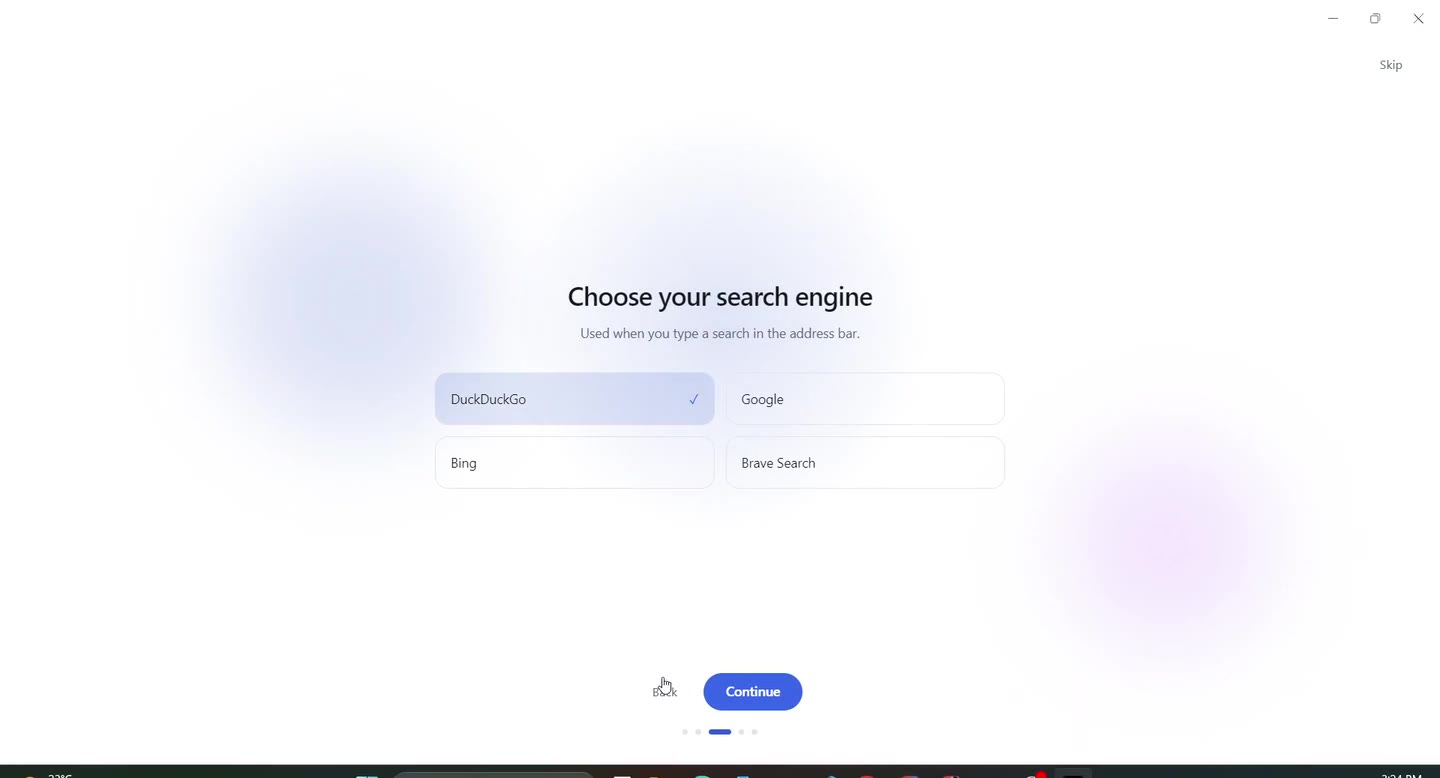 Skip
Choose your search engine
Used when you type a search in the address bar.
DuckDuckGo
Google
Bing
Brave Search
Back
Continue